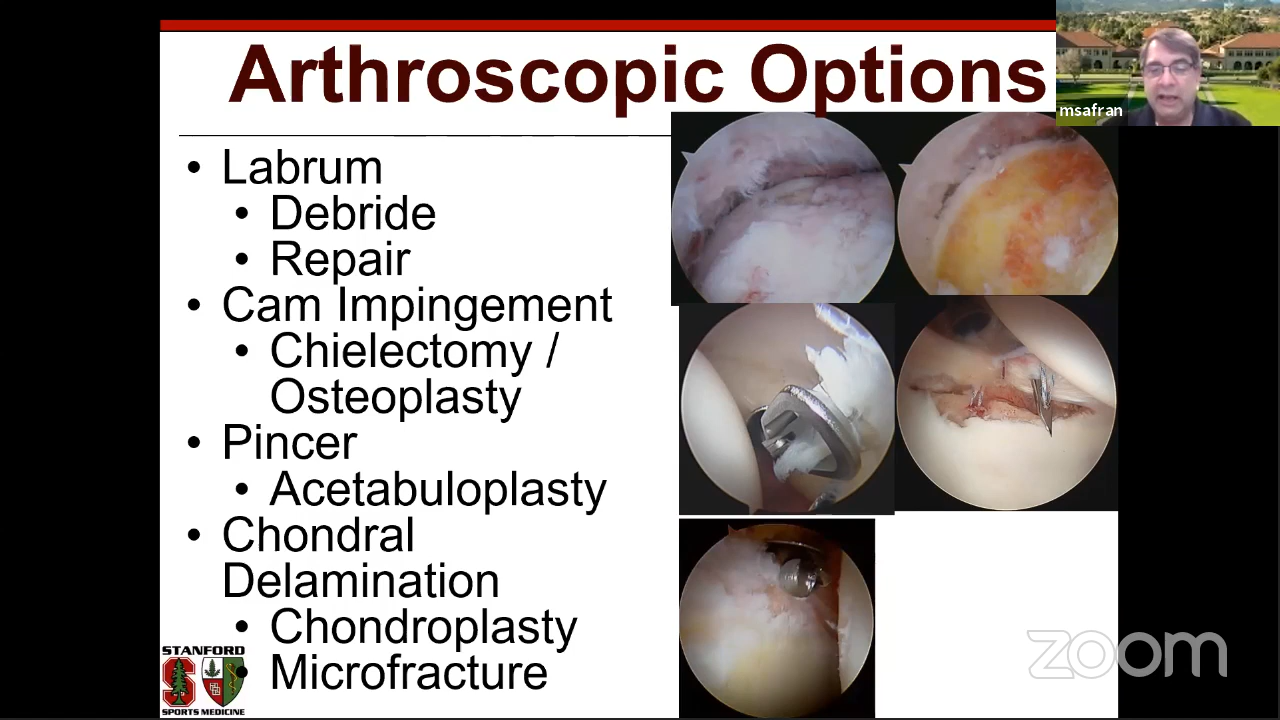 Arthroscopic Options
msafran
• Labrum
• Debride
• Repair
• Cam Impingement
• Chielectomy /
Osteoplasty
• Pincer
• Acetabuloplasty
• Chondral
Delamination
• Chondroplasty
• Microfracture
STANFORD
S
SPORTS MEDICINE
zoom